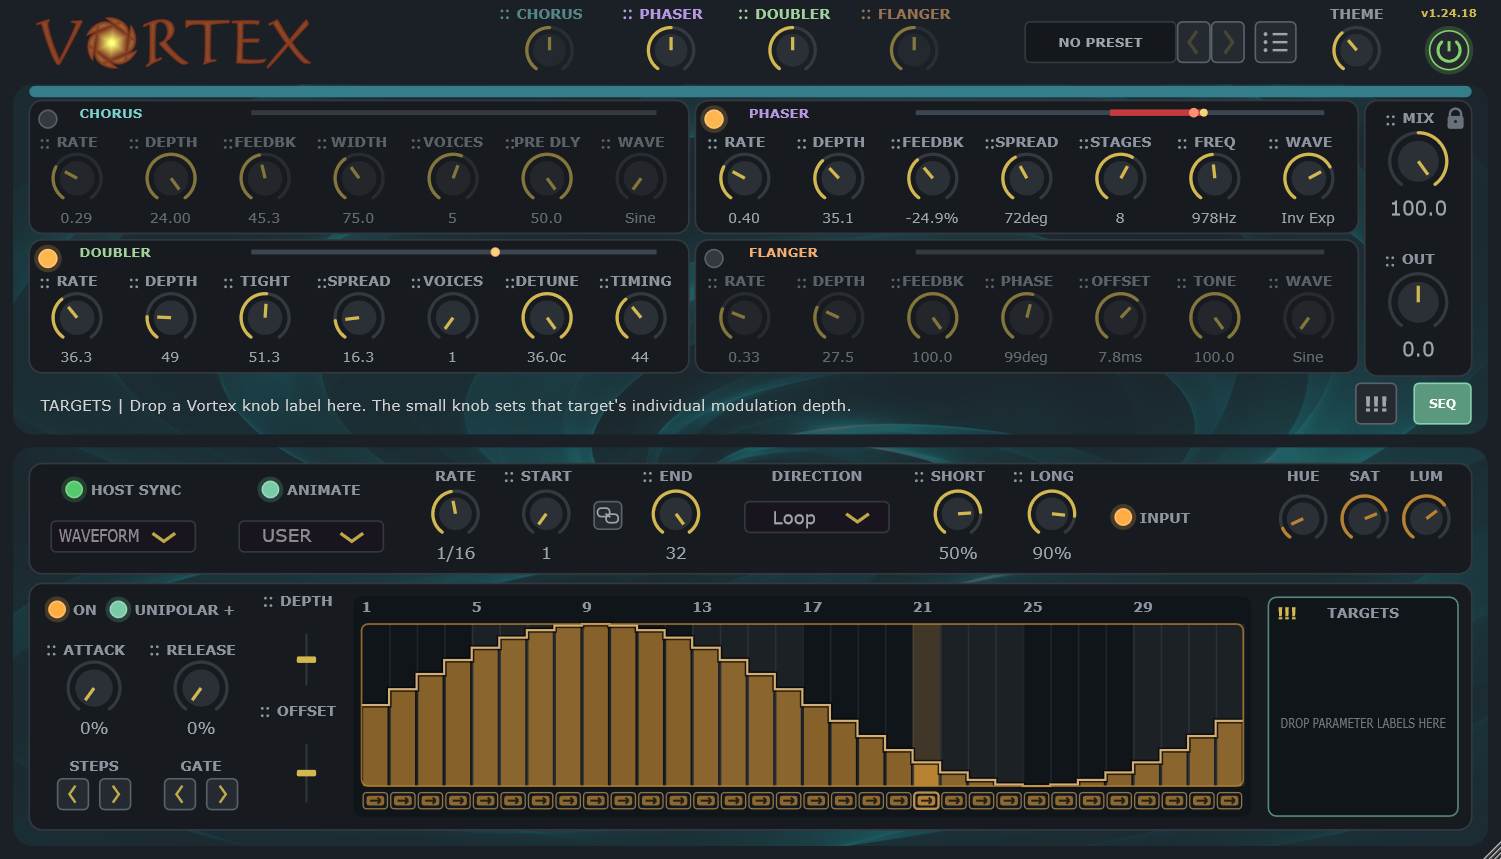 VORTEX
:: CHORUS :: PHASER :: DOUBLER :: FLANGER
NO PRESET
THEME
v1.24.18
CHORUS
:: RATE :: DEPTH ::FEEDBK :: WIDTH ::VOICES ::PRE DLY :: WAVE
0.29 24.00 45.3 75.0 5 50.0 Sine
PHASER
:: RATE :: DEPTH ::FEEDBK ::SPREAD ::STAGES :: FREQ :: WAVE
0.40 35.1 -24.9% 72deg 8 978Hz Inv Exp
:: MIX
100.0
DOUBLER
:: RATE :: DEPTH :: TIGHT ::SPREAD ::VOICES ::DETUNE ::TIMING
36.3 49 51.3 16.3 1 36.0c 44
FLANGER
:: RATE :: DEPTH ::FEEDBK :: PHASE ::OFFSET :: TONE :: WAVE
0.33 27.5 100.0 99deg 7.8ms 100.0 Sine
:: OUT
0.0
TARGETS | Drop a Vortex knob label here. The small knob sets that target's individual modulation depth.
!!!
SEQ
HOST SYNC
ANIMATE
WAVEFORM
USER
RATE :: START :: END
1/16 1 32
DIRECTION
Loop
:: SHORT :: LONG
50% 90%
INPUT
HUE SAT LUM
ON UNIPOLAR +
:: DEPTH
:: ATTACK :: RELEASE
0% 0%
:: OFFSET
STEPS GATE
1 5 9 13 17 21 25 29
!!! TARGETS
DROP PARAMETER LABELS HERE